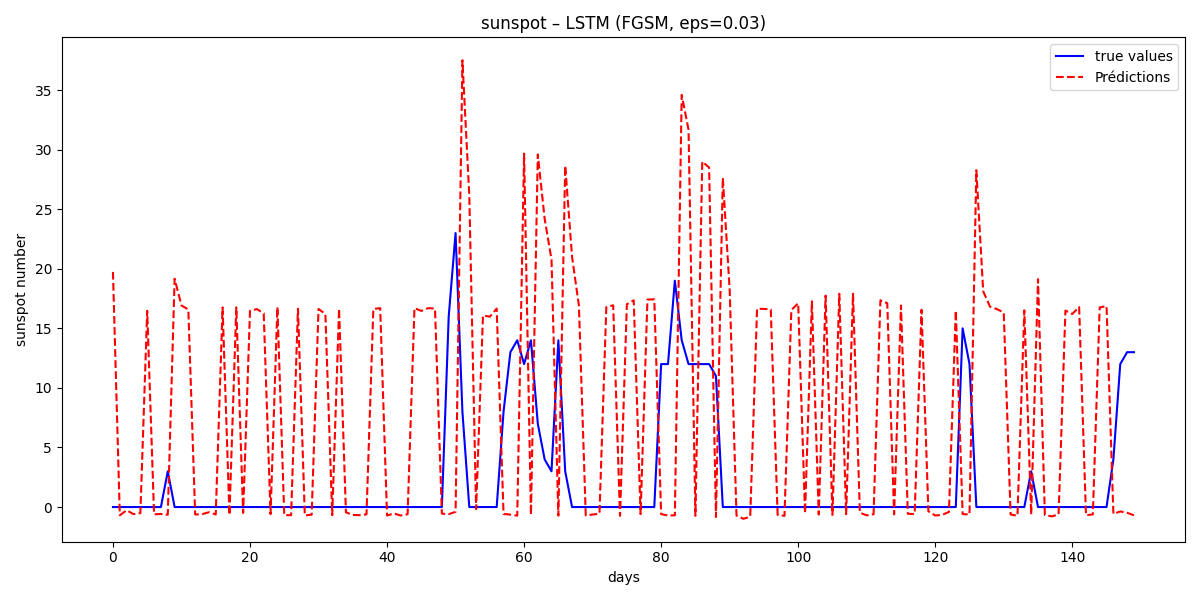 sunspot – LSTM (FGSM, eps=0.03)
true values
Prédictions
sunspot number
35
30
25
20
15
10
5
0
0 20 40 60 80 100 120 140
days